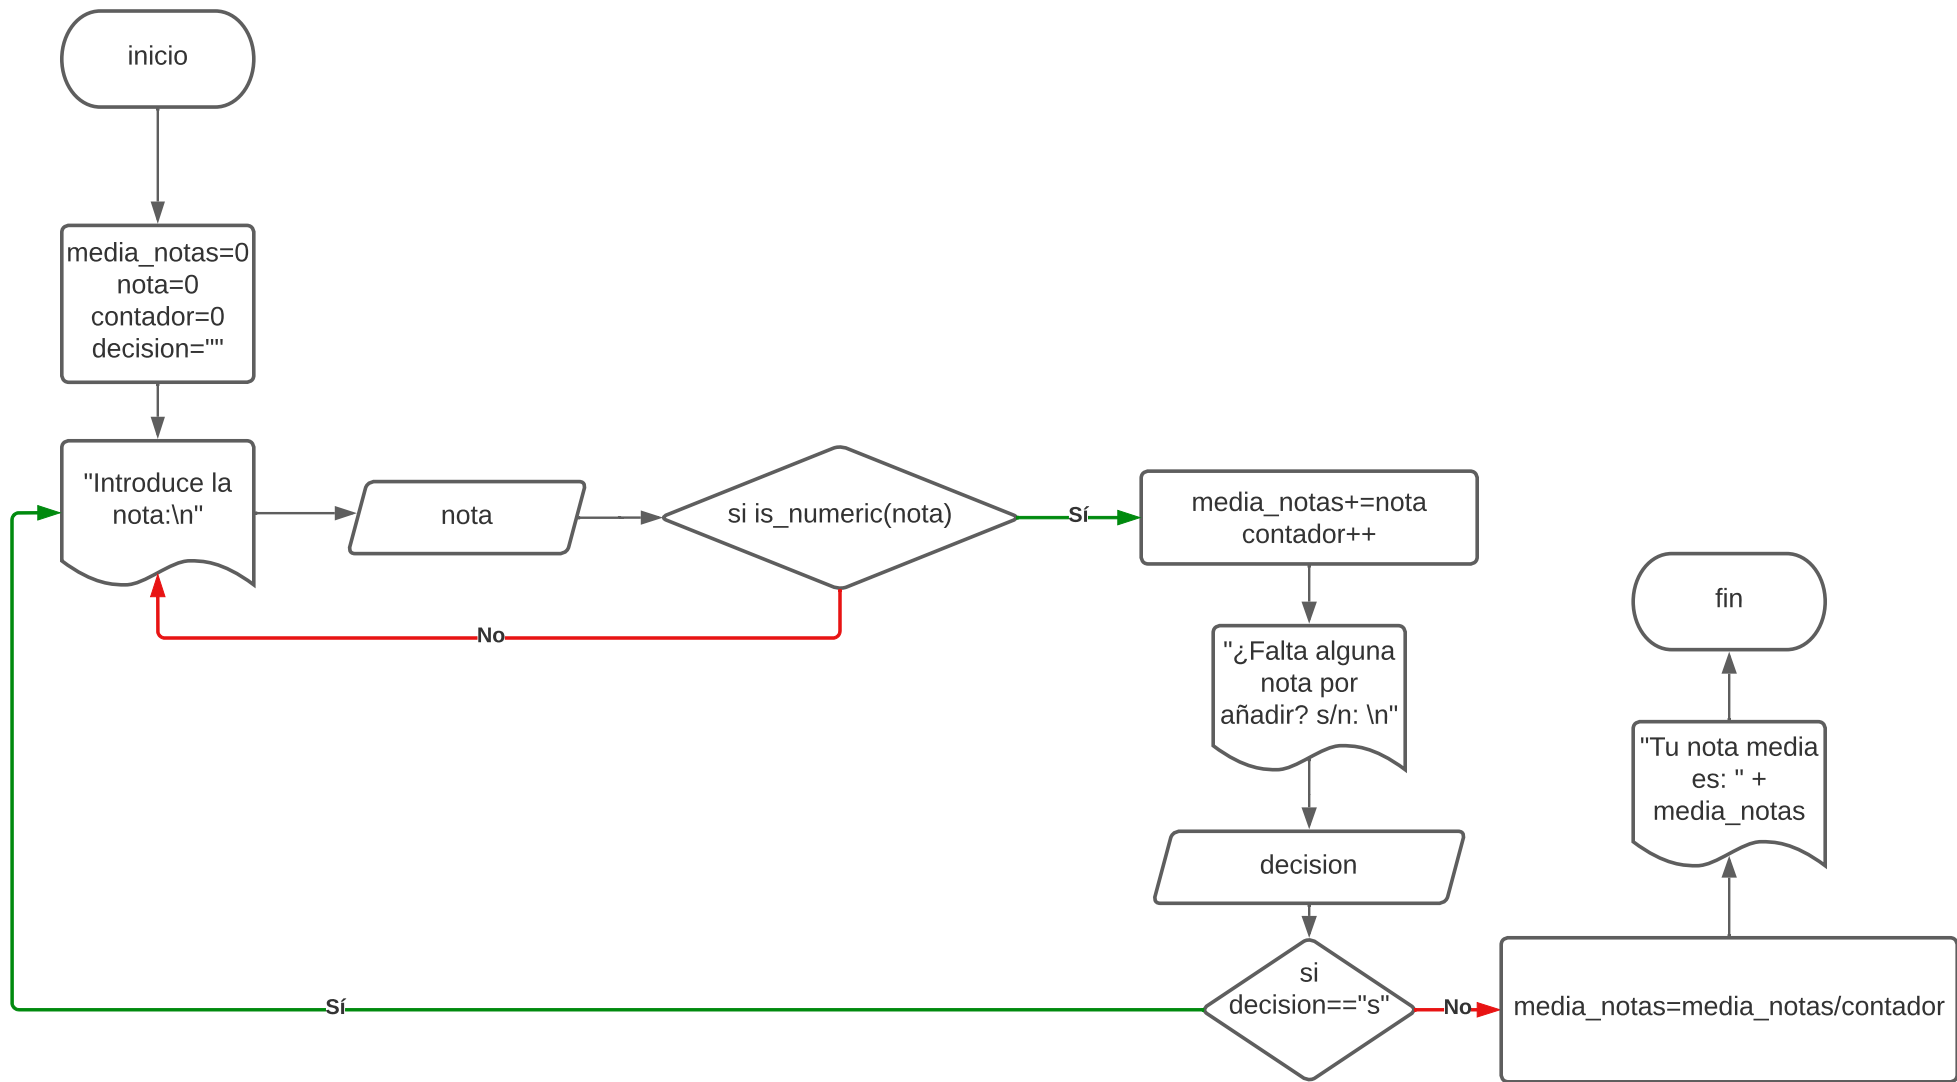 inicio
media_notas=0
nota=0
contador=0
decision=""
"Introduce la
nota:\n"
nota
si is_numeric(nota)
Sí
No
media_notas+=nota
contador++
"¿Falta alguna
nota por
añadir? s/n: \n"
decision
si
decision=="s"
Sí
No
media_notas=media_notas/contador
"Tu nota media
es: " +
media_notas
fin